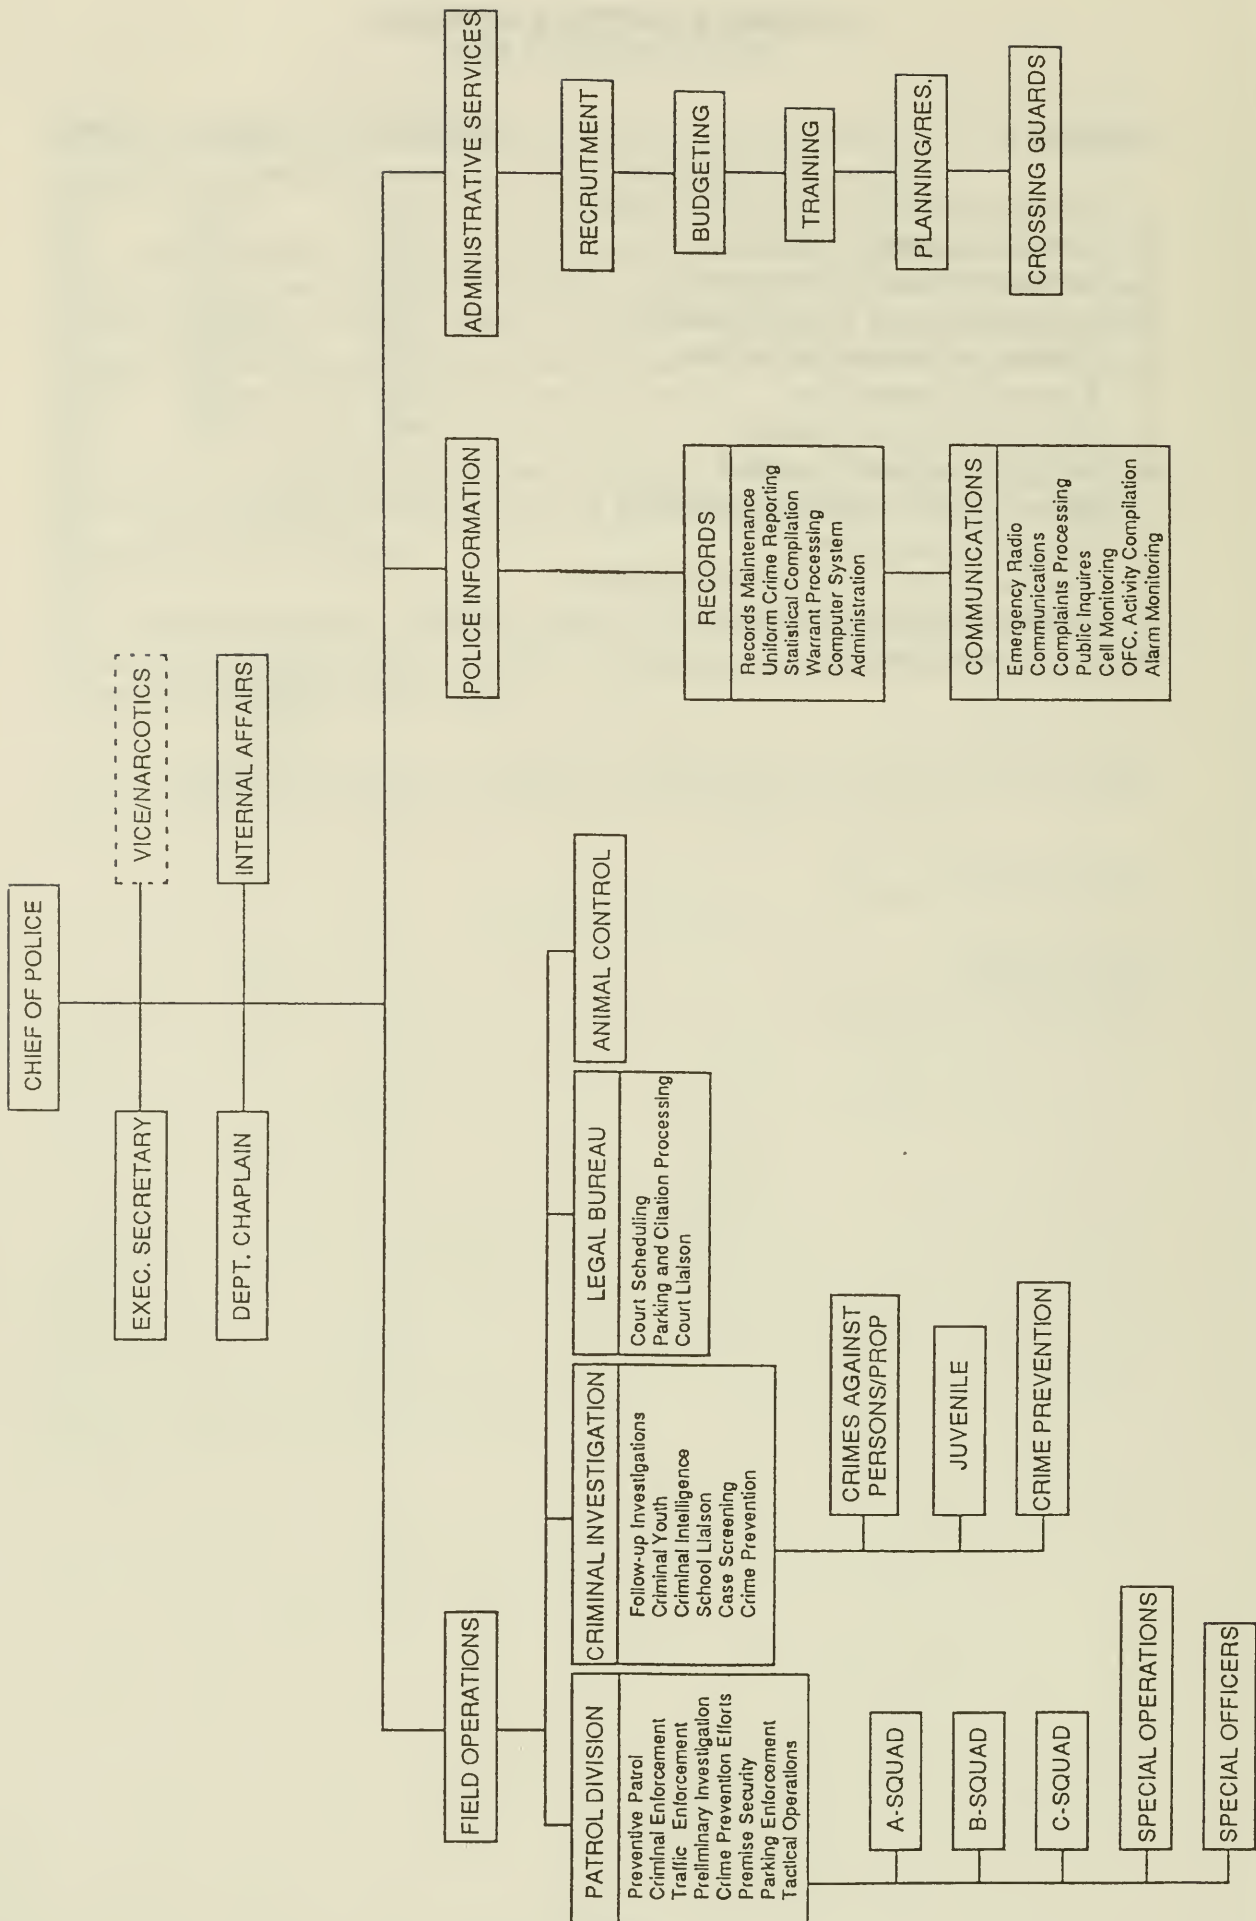 CHIEF OF POLICE
EXEC. SECRETARY
VICE/NARCOTICS
DEPT. CHAPLAIN
INTERNAL AFFAIRS
FIELD OPERATIONS
POLICE INFORMATION
ADMINISTRATIVE SERVICES
PATROL DIVISION
Preventive Patrol
Criminal Enforcement
Traffic Enforcement
Preliminary Investigation
Crime Prevention Efforts
Premise Security
Parking Enforcement
Tactical Operations
A-SQUAD
B-SQUAD
C-SQUAD
SPECIAL OPERATIONS
SPECIAL OFFICERS
CRIMINAL INVESTIGATION
Follow-up Investigations
Criminal Youth
Criminal Intelligence
School Liaison
Case Screening
Crime Prevention
CRIMES AGAINST
PERSONS/PROP
JUVENILE
CRIME PREVENTION
LEGAL BUREAU
Court Scheduling
Parking and Citation Processing
Court Liaison
ANIMAL CONTROL
RECORDS
Records Maintenance
Uniform Crime Reporting
Statistical Compilation
Warrant Processing
Computer System
Administration
COMMUNICATIONS
Emergency Radio
Communications
Complaints Processing
Public Inquires
Cell Monitoring
OFC. Activity Compilation
Alarm Monitoring
RECRUITMENT
BUDGETING
TRAINING
PLANNING/RES.
CROSSING GUARDS